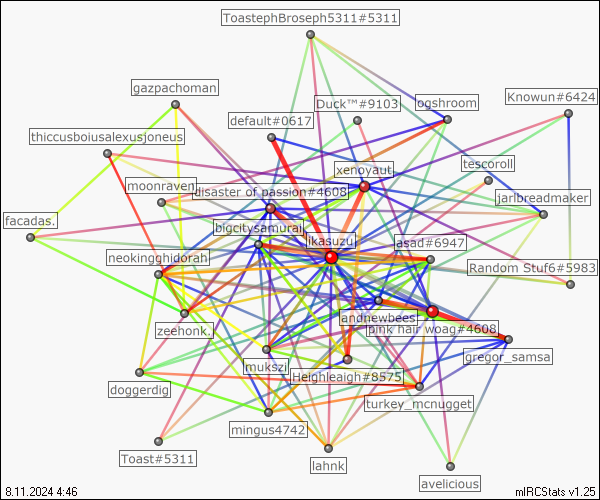 ToastephBroseph5311#5311
gazpachoman
Knowun#6424
Duck™#9103
ogshroom
default#0617
thiccusboiusalexusjoneus
tescoroll
xenoyaut
moonraven
disaster of passion#4608
jarlbreadmaker
facadas.
bigcitysamurai
ikasuzu
asad#6947
neokingghidorah
Random Stuf6#5983
andnewbees
zeehonk.
pink hair woag#4608
gregor_samsa
mukszi
Heighleaigh#8575
doggerdig
turkey_mcnugget
mingus4742
Toast#5311
lahnk
avelicious
8.11.2024 4:46
mIRCStats v1.25